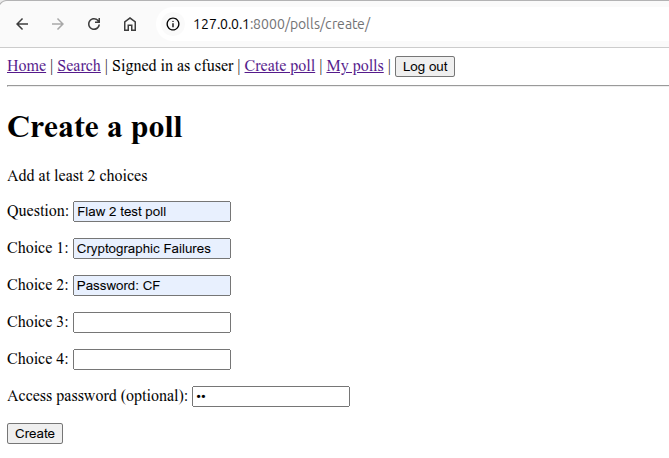 127.0.0.1:8000/polls/create/
Home | Search | Signed in as cfuser | Create poll | My polls | Log out
Create a poll
Add at least 2 choices
Question: Flaw 2 test poll
Choice 1: Cryptographic Failures
Choice 2: Password: CF
Choice 3:
Choice 4:
Access password (optional): ••
Create